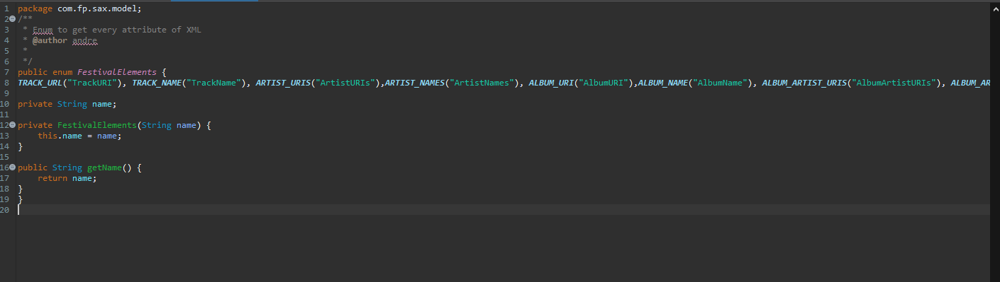 1 package com.fp.sax.model;
2 /**
3  * Enum to get every attribute of XML
4  * @author andre
5  *
6  */
7 public enum FestivalElements {
8 TRACK_URL("TrackURI"), TRACK_NAME("TrackName"), ARTIST_URIS("ArtistURIs"),ARTIST_NAMES("ArtistNames"), ALBUM_URI("AlbumURI"),ALBUM_NAME("AlbumName"), ALBUM_ARTIST_URIS("AlbumArtistURIs"), ALBUM_AR
9
10 private String name;
11
12 private FestivalElements(String name) {
13     this.name = name;
14 }
15
16 public String getName() {
17     return name;
18 }
19 }
20